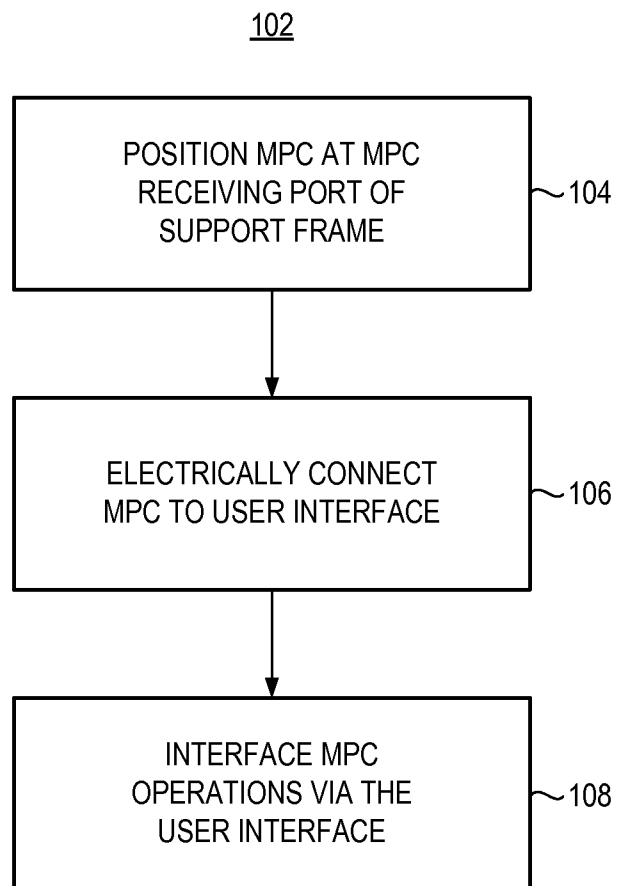 102
POSITION MPC AT MPC
RECEIVING PORT OF
SUPPORT FRAME
104
ELECTRICALLY CONNECT
MPC TO USER INTERFACE
106
INTERFACE MPC
OPERATIONS VIA THE
USER INTERFACE
108